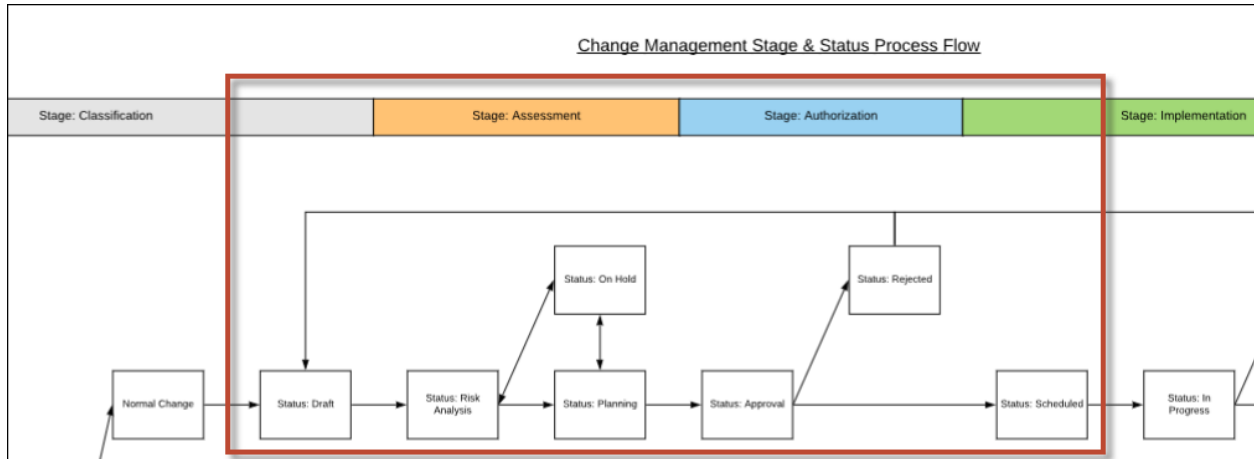 Change Management Stage & Status Process Flow
Stage: Classification
Stage: Assessment
Stage: Authorization
Stage: Implementation
Status: On Hold
Status: Rejected
Normal Change
Status: Draft
Status: Risk
Analysis
Status: Planning
Status: Approval
Status: Scheduled
Status: In
Progress